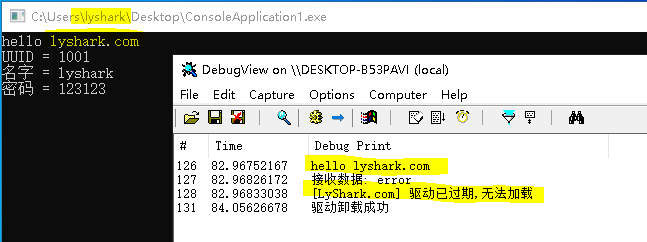 C:\Users\lyshark\Desktop\ConsoleApplication1.exe
hello lyshark.com
UUID = 1001
名字 = lyshark
密码 = 123123
DebugView on \\DESKTOP-B53PAVI (local)
File Edit Capture Options Computer Help
# Time Debug Print
126 82.96752167 hello lyshark.com
127 82.96826172 接收数据: error
128 82.96833038 [LyShark.com] 驱动已过期,无法加载
131 84.05626678 驱动卸载成功